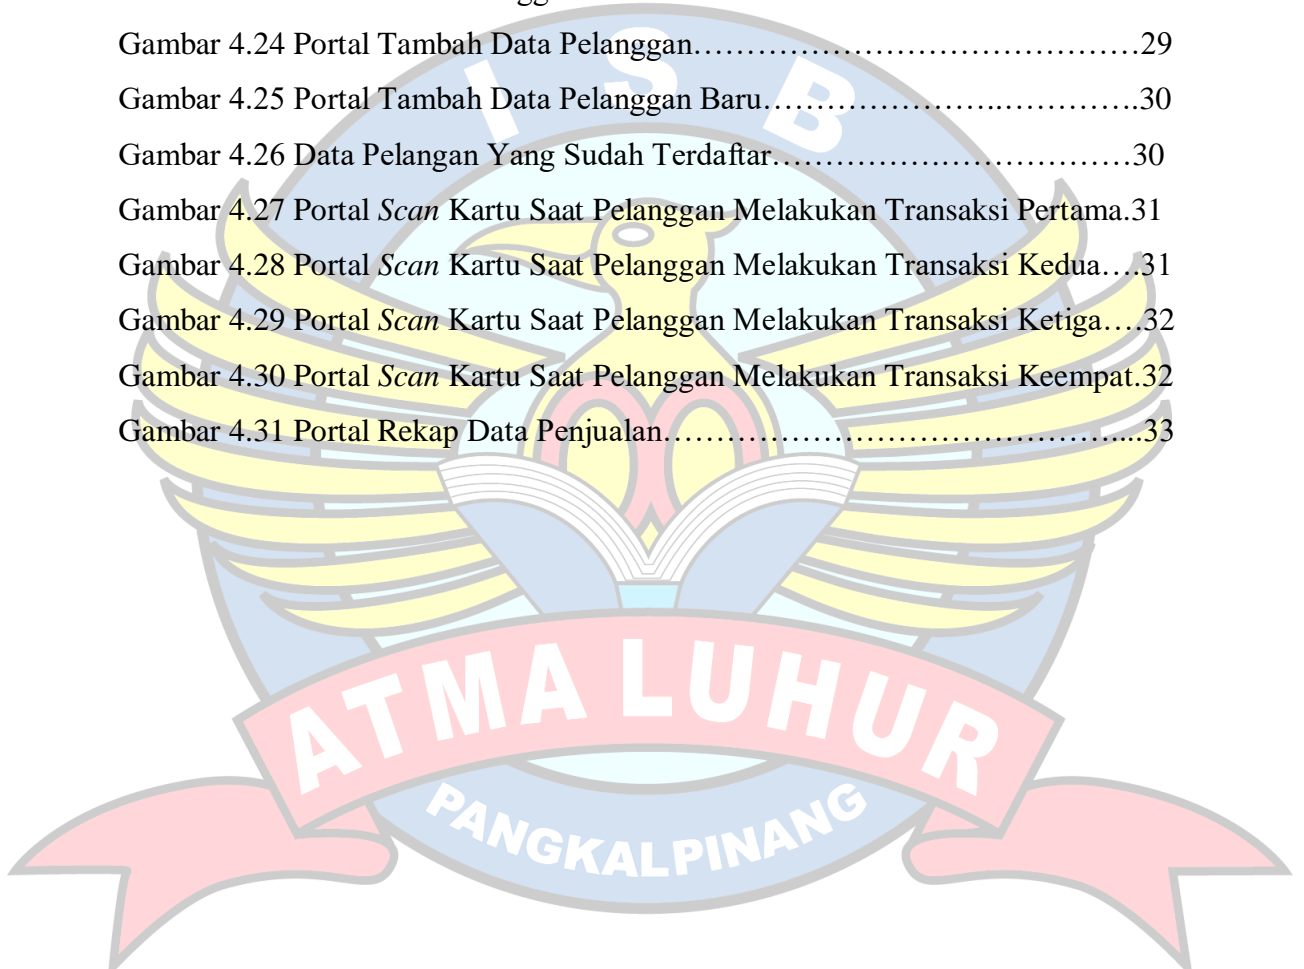 Gambar 4.24 Portal Tambah Data Pelanggan……………………………………29
Gambar 4.25 Portal Tambah Data Pelanggan Baru………………….………….30
Gambar 4.26 Data Pelangan Yang Sudah Terdaftar…………….………………30
Gambar 4.27 Portal Scan Kartu Saat Pelanggan Melakukan Transaksi Pertama.31
Gambar 4.28 Portal Scan Kartu Saat Pelanggan Melakukan Transaksi Kedua….31
Gambar 4.29 Portal Scan Kartu Saat Pelanggan Melakukan Transaksi Ketiga….32
Gambar 4.30 Portal Scan Kartu Saat Pelanggan Melakukan Transaksi Keempat.32
Gambar 4.31 Portal Rekap Data Penjualan……………………………………....33
I S B
ATMA LUHUR
PANGKALPINANG